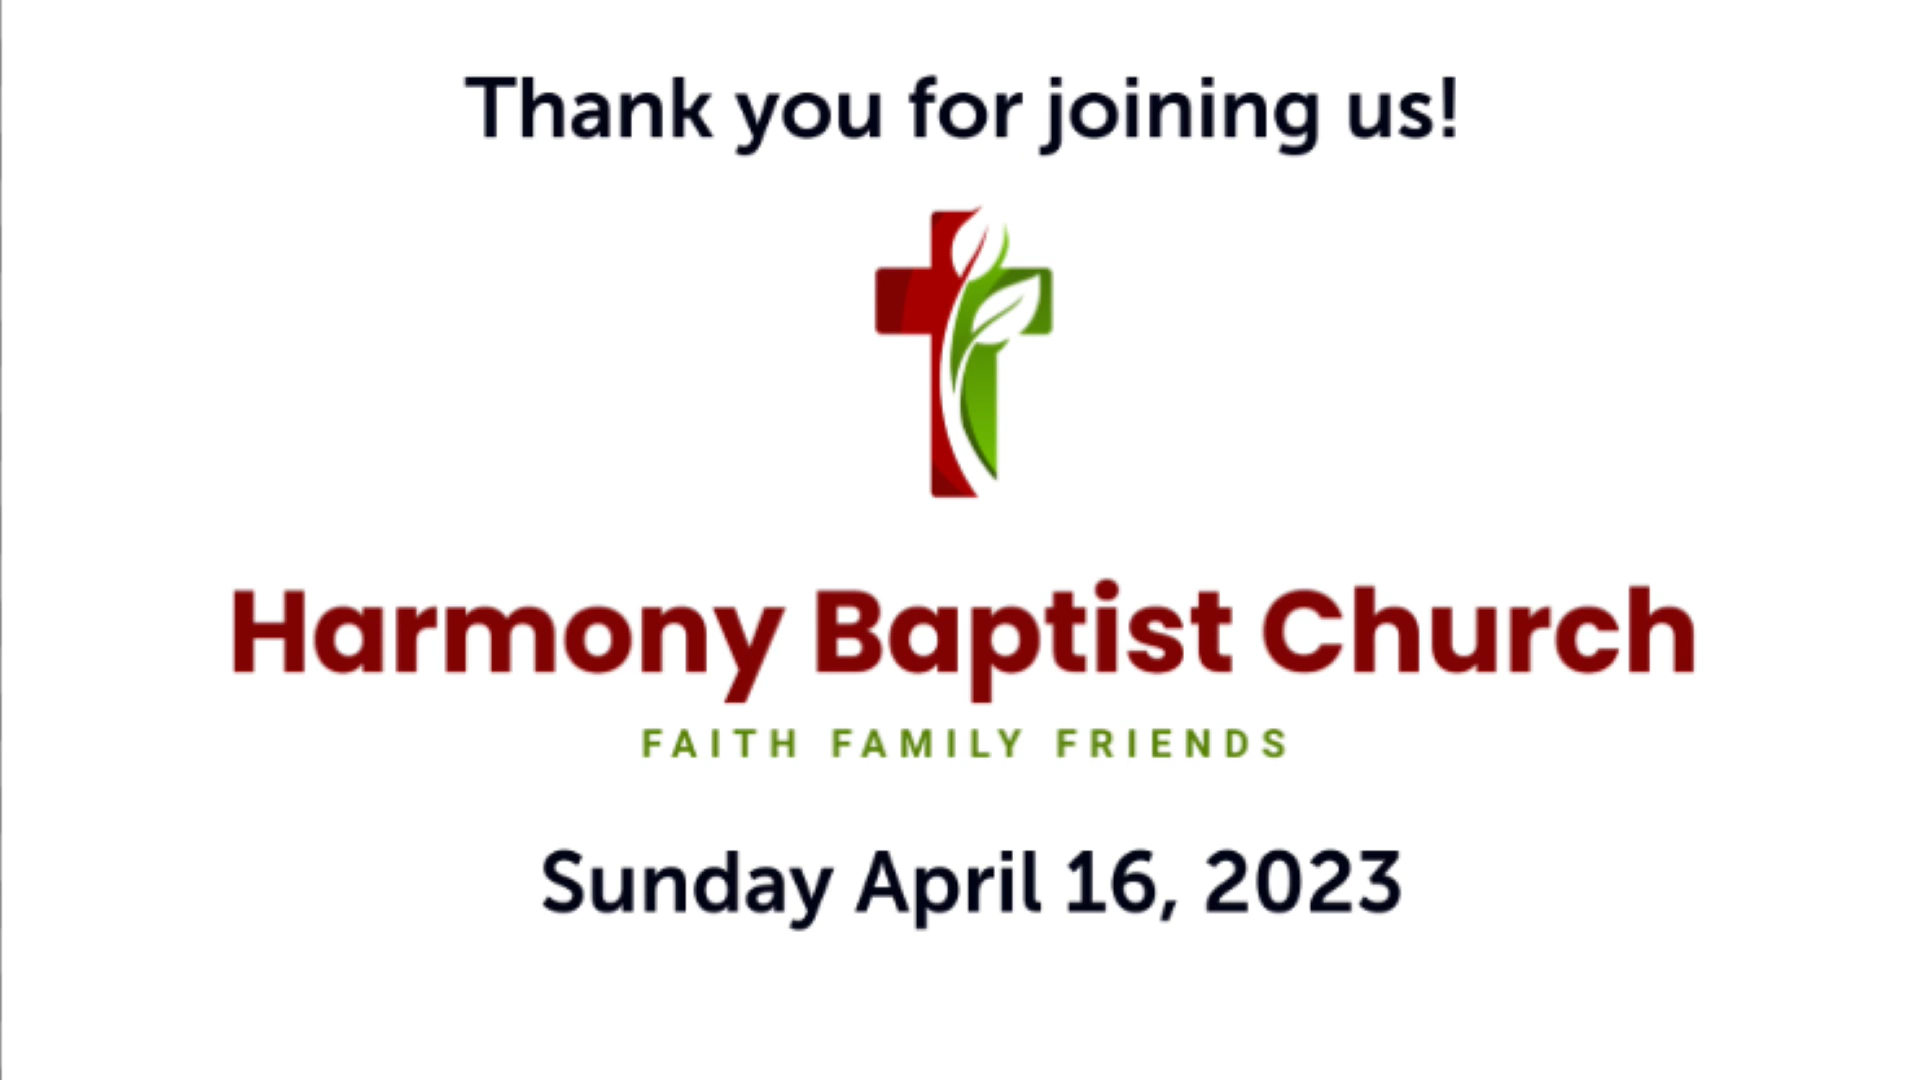 Thank you for joining us!
Harmony Baptist Church
FAITH FAMILY FRIENDS
Sunday April 16, 2023